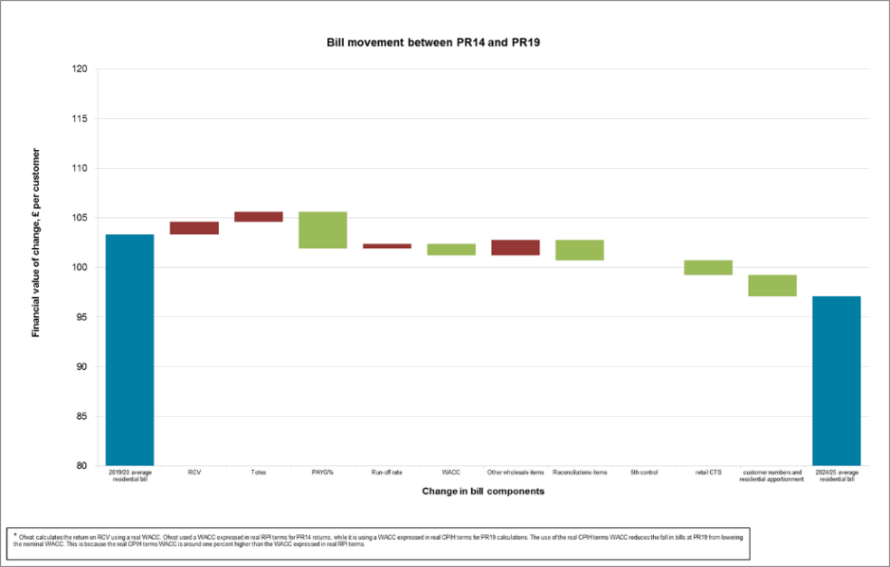 Bill movement between PR14 and PR19
Financial value of change, £ per customer
120
115
110
105
100
95
90
85
80
2019/20 average
residential bill
RCV
Totex
PAYG%
Run-off rate
WACC
Other wholesale items
Reconciliations items
5th control
retail CTS
customer numbers and
residential apportionment
2024/25 average
residential bill
Change in bill components
* Ofwat calculates the return on RCV using a real WACC. Ofwat used a WACC expressed in real RPI terms for PR14 returns, while it is using a WACC expressed in real CPIH terms for PR19 calculations. The use of the real CPIH terms WACC reduces the fall in bills at PR19 from lowering
the nominal WACC. This is because the real CPIH terms WACC is around one percent higher than the WACC expressed in real RPI terms.